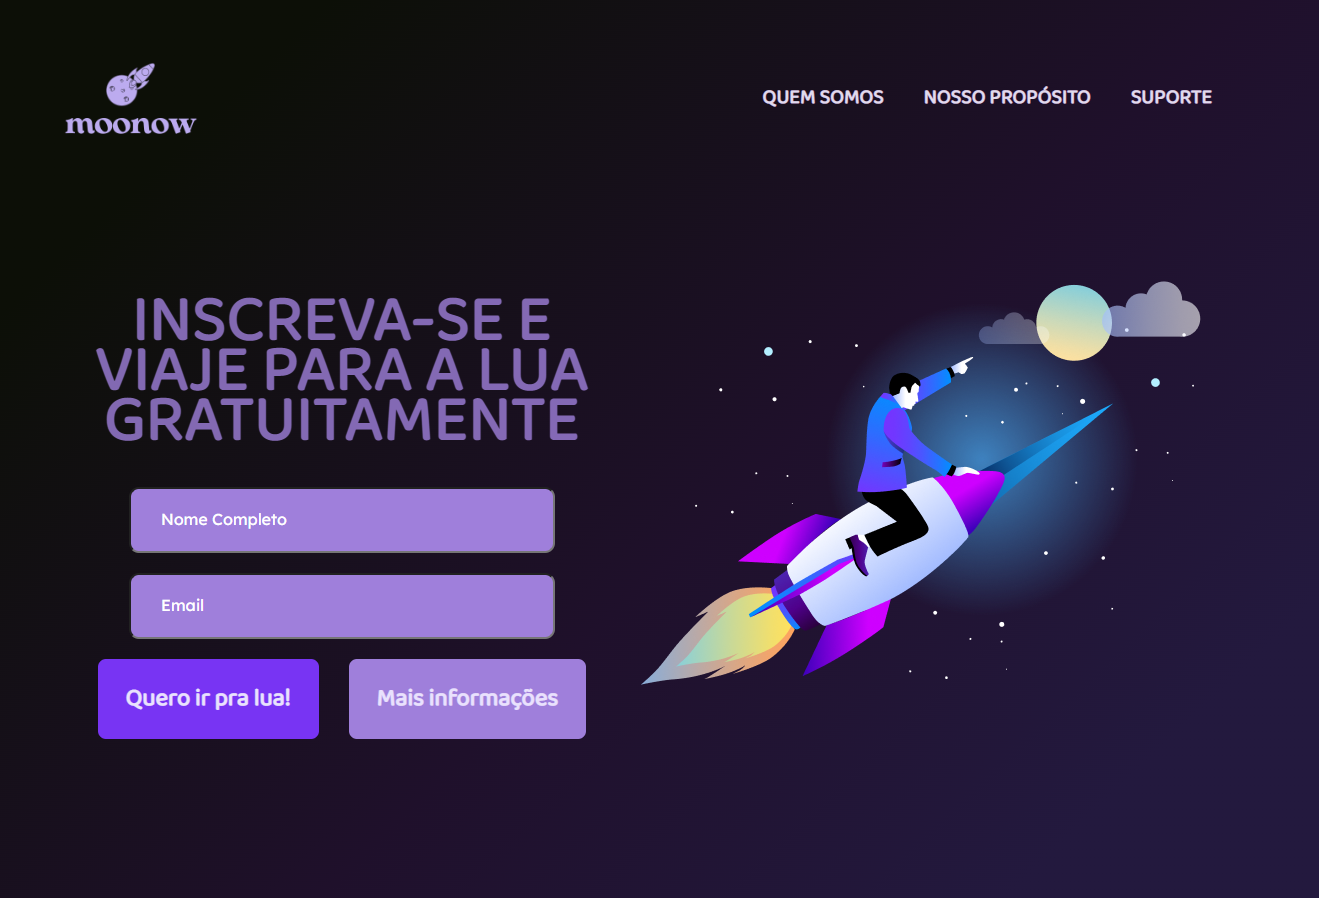 moonow
QUEM SOMOS
NOSSO PROPÓSITO
SUPORTE
INSCREVA-SE E
VIAJE PARA A LUA
GRATUITAMENTE
Nome Completo
Email
Quero ir pra lua!
Mais informações